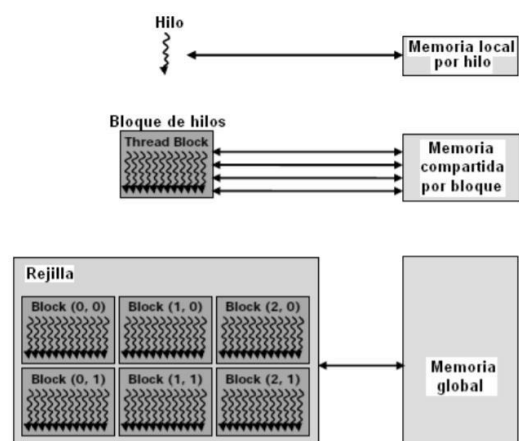 Hilo
Memoria local
por hilo
Bloque de hilos
Thread Block
Memoria
compartida
por bloque
Rejilla
Block (0, 0)
Block (1, 0)
Block (2, 0)
Block (0, 1)
Block (1, 1)
Block (2, 1)
Memoria
global